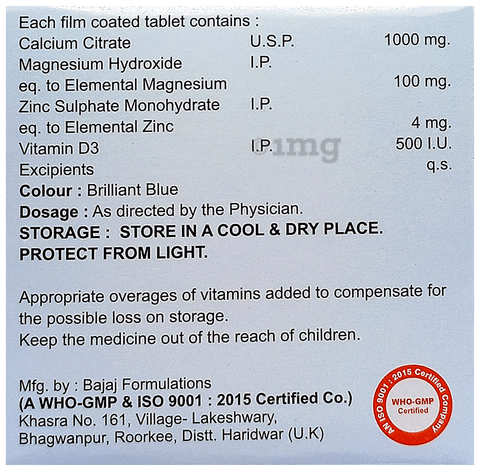 Each film coated tablet contains :
Calcium Citrate U.S.P. 1000 mg.
Magnesium Hydroxide I.P.
eq. to Elemental Magnesium 100 mg.
Zinc Sulphate Monohydrate I.P.
eq. to Elemental Zinc 4 mg.
Vitamin D3 I.P. 500 I.U.
1mg
Excipients q.s.
Colour : Brilliant Blue
Dosage : As directed by the Physician.
STORAGE : STORE IN A COOL & DRY PLACE.
PROTECT FROM LIGHT.
Appropriate overages of vitamins added to compensate for
the possible loss on storage.
Keep the medicine out of the reach of children.
Mfg. by : Bajaj Formulations
(A WHO-GMP & ISO 9001 : 2015 Certified Co.)
Khasra No. 161, Village- Lakeshwary,
Bhagwanpur, Roorkee, Distt. Haridwar (U.K)
AN ISO 9001 : 2015 Certified Company
WHO-GMP
Certified